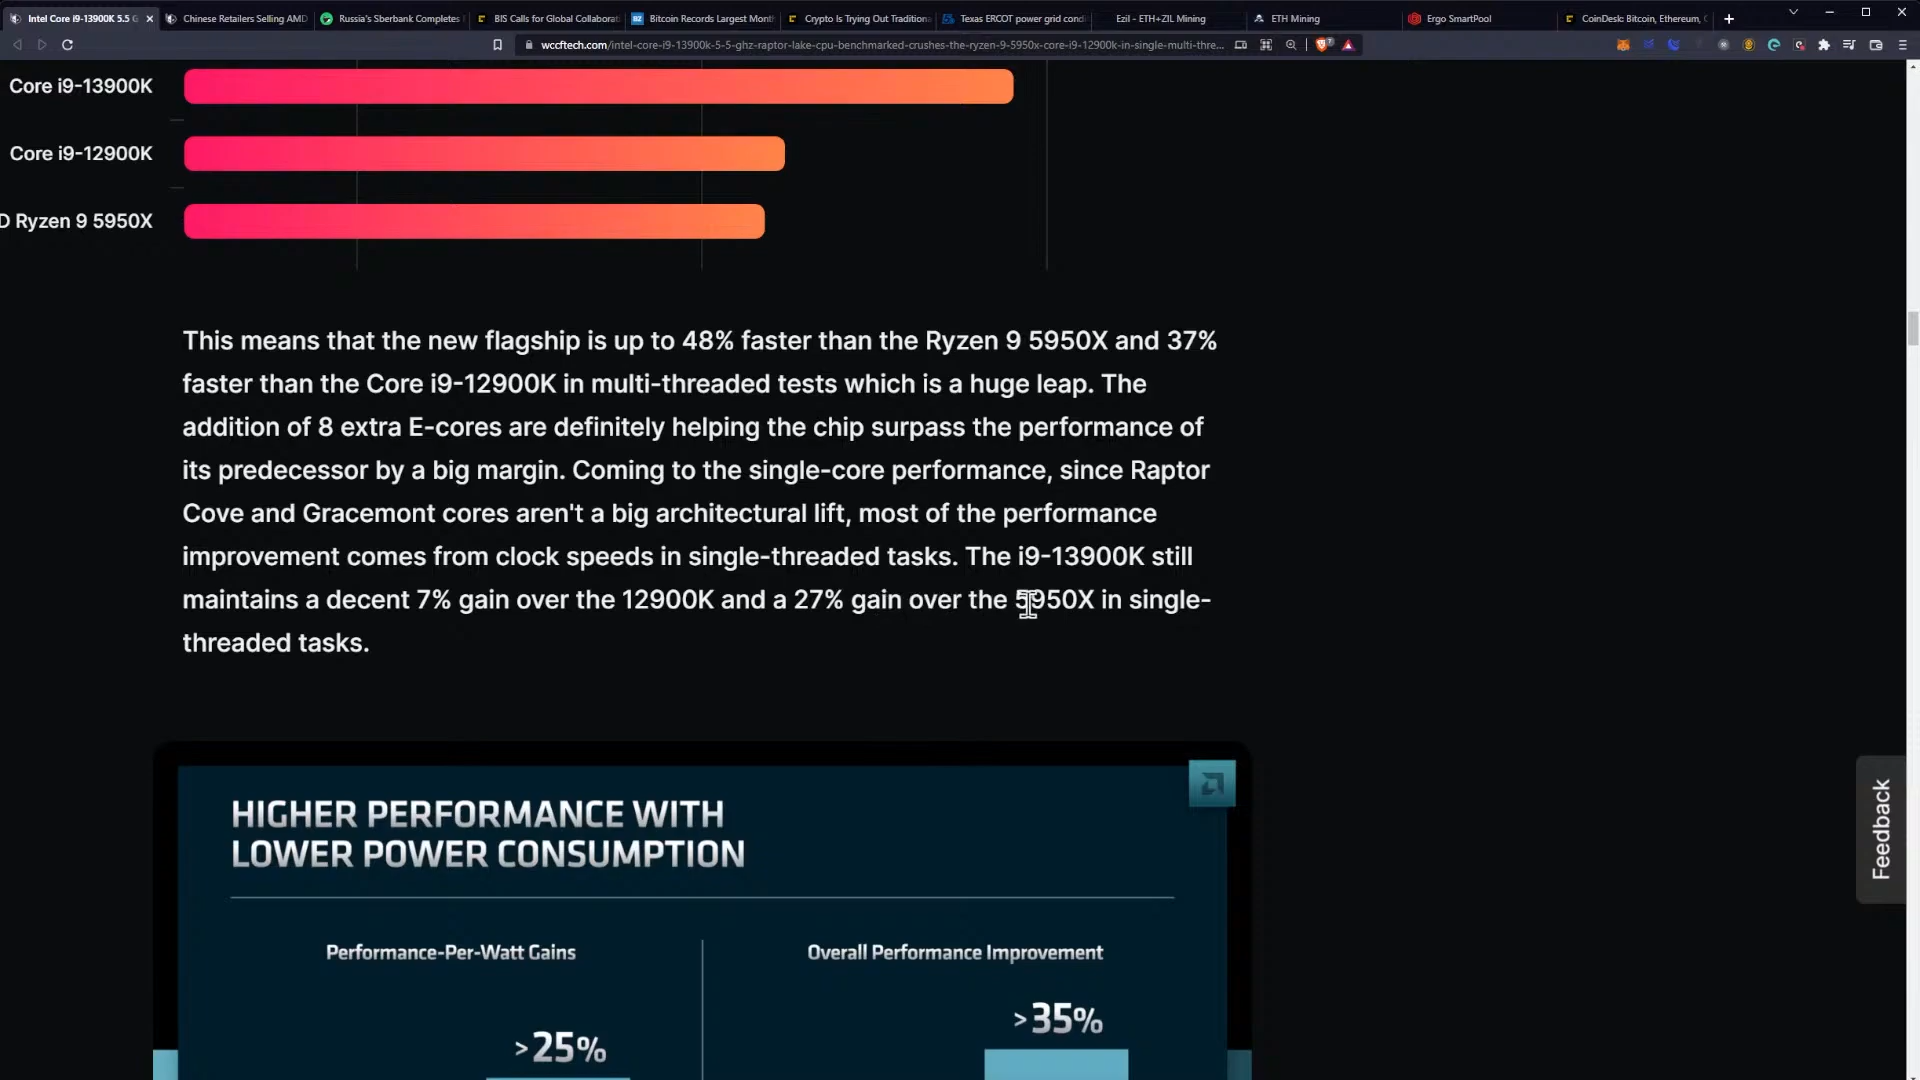 Intel Core i9-13900K 5.5 G
Chinese Retailers Selling AMD
Russia's Sberbank Completes
BIS Calls for Global Collaborat
Bitcoin Records Largest Mont
Crypto Is Trying Out Tradition
Texas ERCOT power grid condi
Ezil - ETH+ZIL Mining
ETH Mining
Ergo SmartPool
CoinDesk: Bitcoin, Ethereum, C
wccftech.com/intel-core-i9-13900k-5-5-ghz-raptor-lake-cpu-benchmarked-crushes-the-ryzen-9-5950x-core-i9-12900k-in-single-multi-thre...
Core i9-13900K
Core i9-12900K
D Ryzen 9 5950X
This means that the new flagship is up to 48% faster than the Ryzen 9 5950X and 37%
faster than the Core i9-12900K in multi-threaded tests which is a huge leap. The
addition of 8 extra E-cores are definitely helping the chip surpass the performance of
its predecessor by a big margin. Coming to the single-core performance, since Raptor
Cove and Gracemont cores aren't a big architectural lift, most of the performance
improvement comes from clock speeds in single-threaded tasks. The i9-13900K still
maintains a decent 7% gain over the 12900K and a 27% gain over the 5950X in single-
threaded tasks.
HIGHER PERFORMANCE WITH
LOWER POWER CONSUMPTION
Performance-Per-Watt Gains
Overall Performance Improvement
>35%
>25%
Feedback